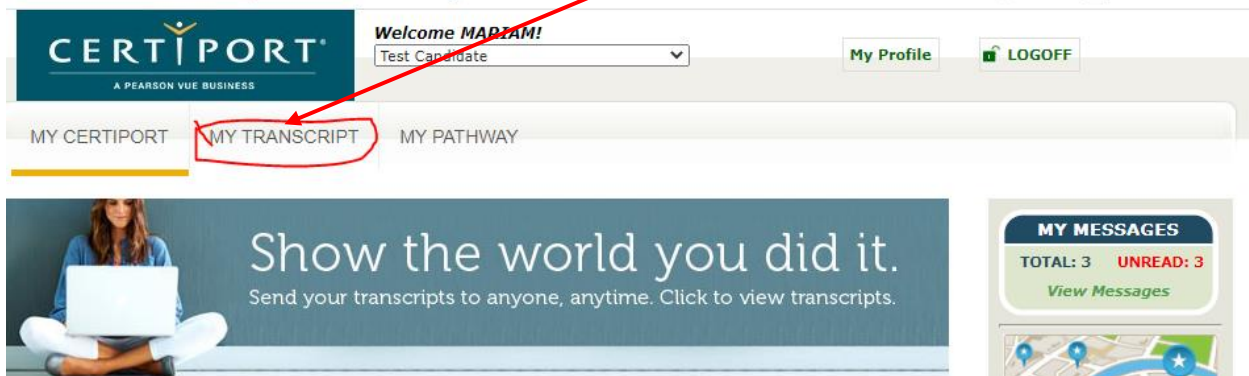 Welcome MARIAM!
CERTIPORT
Test Candidate
My Profile
LOGOFF
A PEARSON VUE BUSINESS
MY CERTIPORT
MY TRANSCRIPT
MY PATHWAY
Show the world you did it.
Send your transcripts to anyone, anytime. Click to view transcripts.
MY MESSAGES
TOTAL: 3 UNREAD: 3
View Messages